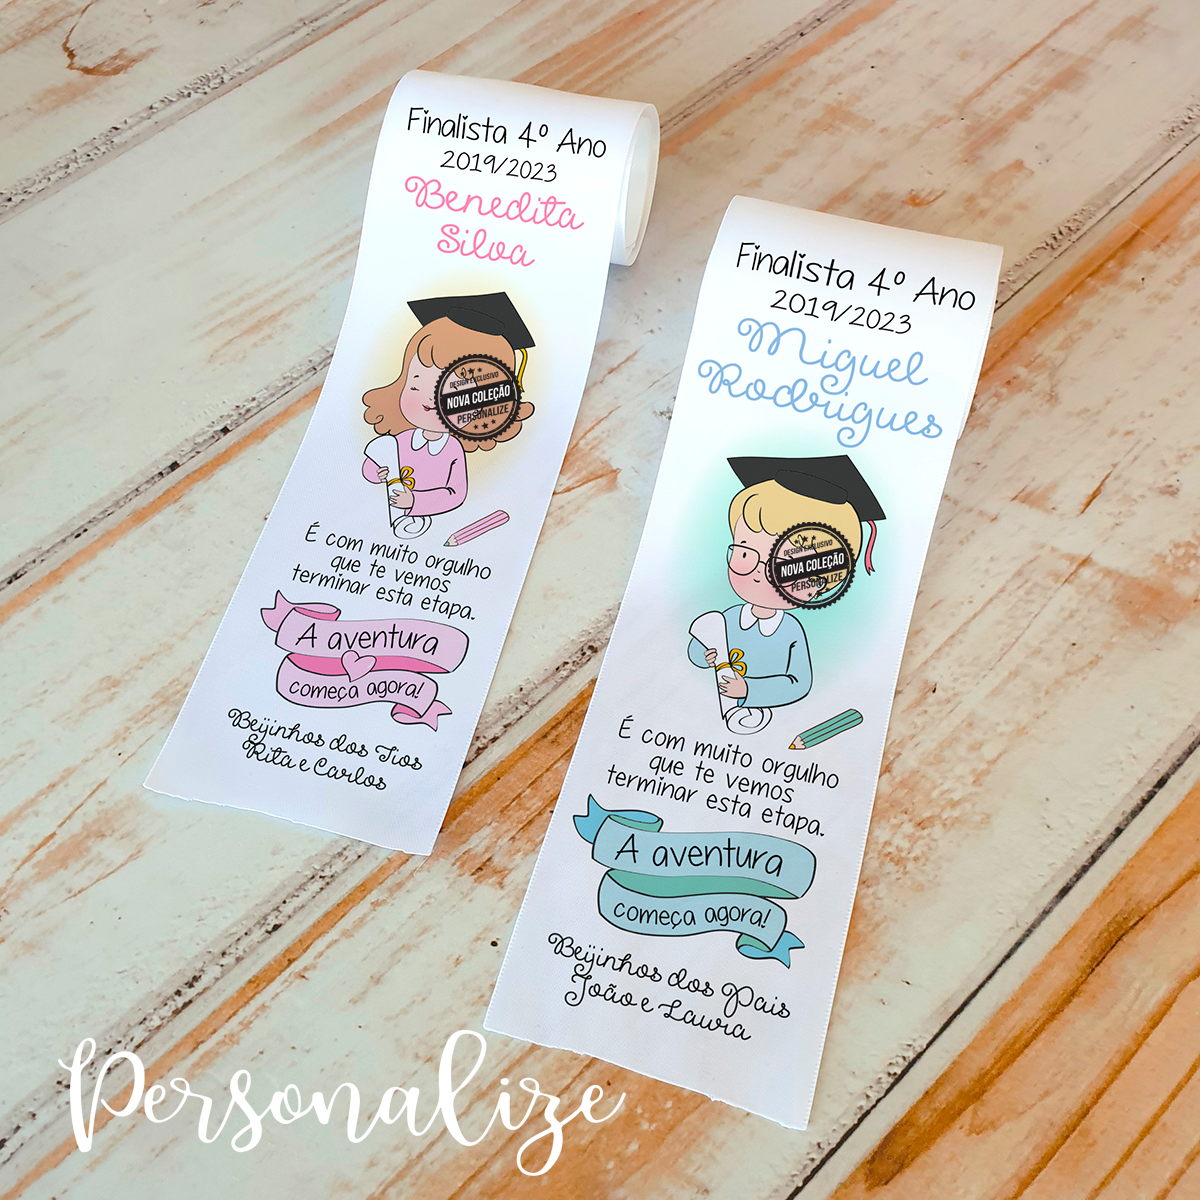 Finalista 4º Ano
2019/2023
Benedita
Silva
DESIGN EXCLUSIVO
NOVA COLEÇÃO
PERSONALIZE
É com muito orgulho
que te vemos
terminar esta etapa.
A aventura
começa agora!
Beijinhos dos Tios
Rita e Carlos
Finalista 4º Ano
2019/2023
Miguel
Rodrigues
DESIGN EXCLUSIVO
NOVA COLEÇÃO
PERSONALIZE
É com muito orgulho
que te vemos
terminar esta etapa.
A aventura
começa agora!
Beijinhos dos Pais
João e Laura
Personalize